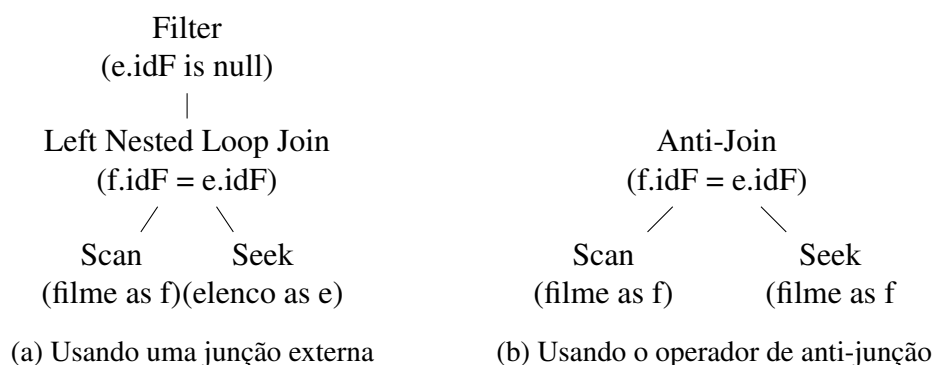 Filter
(e.idF is null)
Left Nested Loop Join
(f.idF = e.idF)
Scan Seek
(filme as f)(elenco as e)
(a) Usando uma junção externa
Anti-Join
(f.idF = e.idF)
Scan Seek
(filme as f) (filme as f
(b) Usando o operador de anti-junção